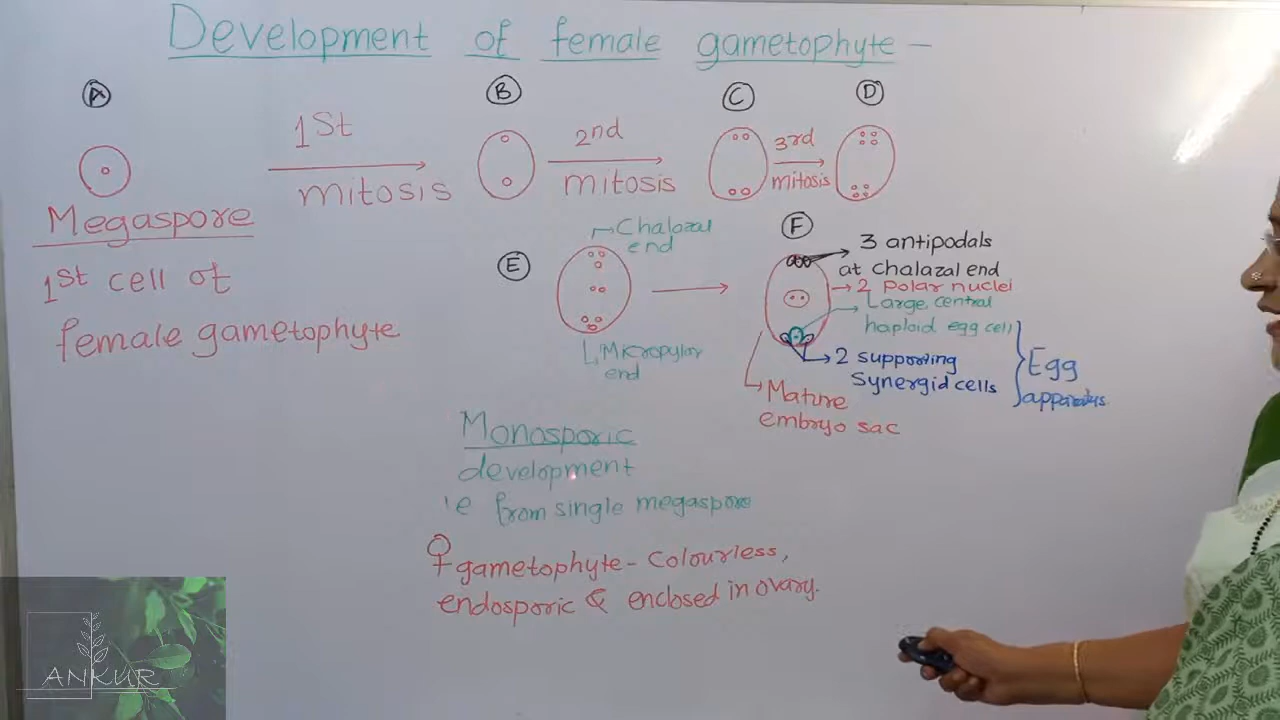 Development of female gametophyte -
A
B
C
D
1st
mitosis
2nd
mitosis
3rd
mitosis
Megaspore
1st cell of
female gametophyte
E
Chalazal
end
Micropylar
end
F
3 antipodals
at chalazal end
2 polar nuclei
Large central
haploid egg cell
2 supporting
Synergid cells
Egg
apparatus
Mature
embryo sac
Monosporic
development
ie from single megaspore
♀ gametophyte - Colourless,
endosporic & enclosed in ovary.
ANKUR